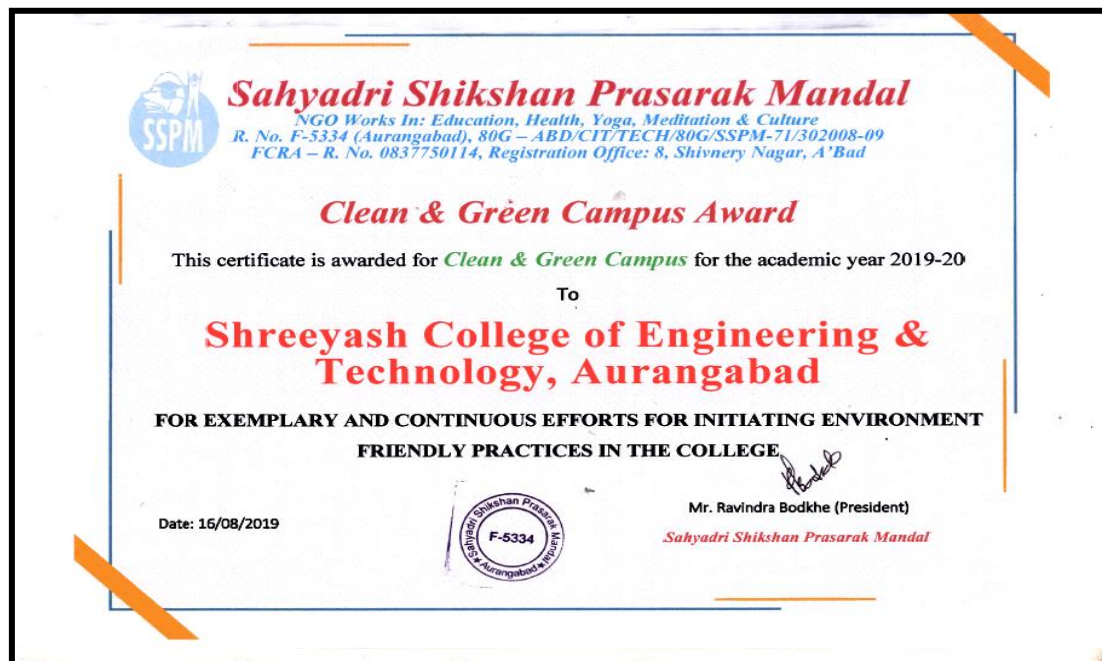 SSPM
Sahyadri Shikshan Prasarak Mandal
NGO Works In: Education, Health, Yoga, Meditation & Culture
R. No. F-5334 (Aurangabad), 80G – ABD/CIT/TECH/80G/SSPM-71/302008-09
FCRA – R. No. 0837750114, Registration Office: 8, Shivnery Nagar, A'Bad
Clean & Green Campus Award
This certificate is awarded for Clean & Green Campus for the academic year 2019-20
To
Shreeyash College of Engineering &
Technology, Aurangabad
FOR EXEMPLARY AND CONTINUOUS EFFORTS FOR INITIATING ENVIRONMENT
FRIENDLY PRACTICES IN THE COLLEGE
Date: 16/08/2019
Sahyadri Shikshan Prasarak Mandal
F-5334
Aurangabad
Mr. Ravindra Bodkhe (President)
Sahyadri Shikshan Prasarak Mandal